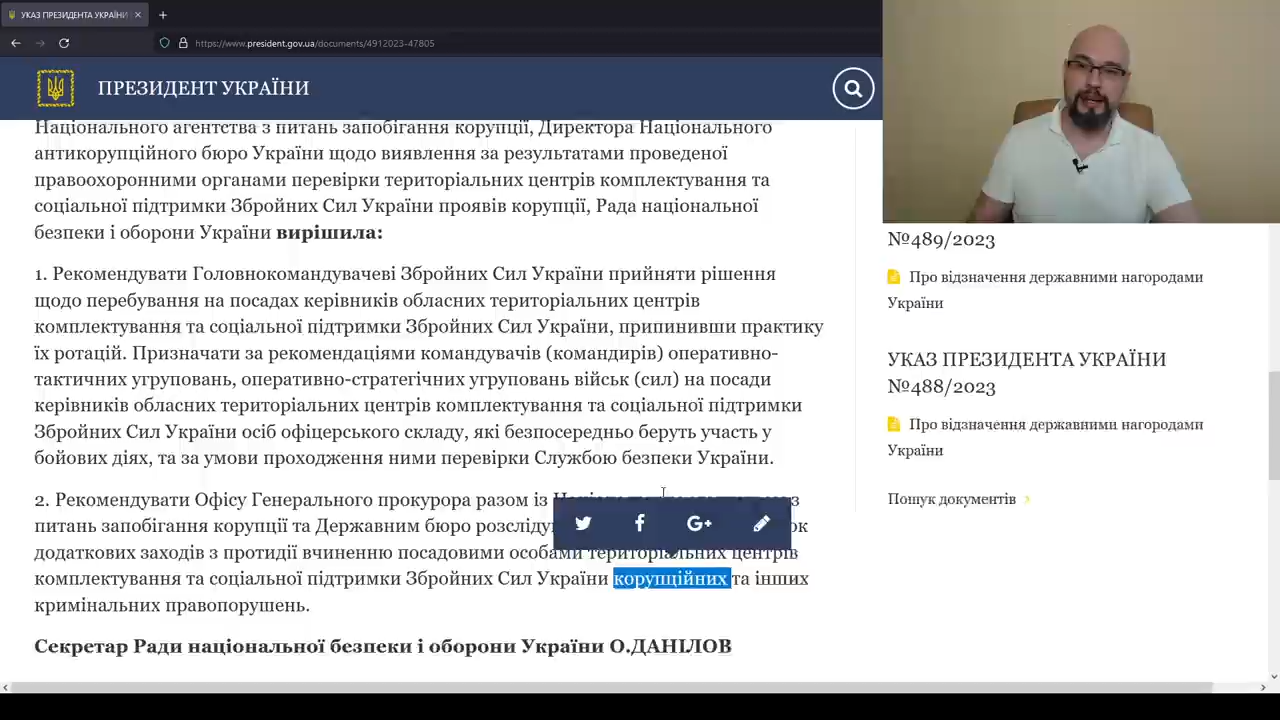 УКАЗ ПРЕЗИДЕНТА УКРАЇНИ
https://www.president.gov.ua/documents/4912023-47805
ПРЕЗИДЕНТ УКРАЇНИ
Національного агентства з питань запобігання корупції, Директора Національного
антикорупційного бюро України щодо виявлення за результатами проведеної
правоохоронними органами перевірки територіальних центрів комплектування та
соціальної підтримки Збройних Сил України проявів корупції, Рада національної
безпеки і оборони України вирішила:
1. Рекомендувати Головнокомандувачеві Збройних Сил України прийняти рішення
щодо перебування на посадах керівників обласних територіальних центрів
комплектування та соціальної підтримки Збройних Сил України, припинивши практику
їх ротацій. Призначати за рекомендаціями командувачів (командирів) оперативно-
тактичних угруповань, оперативно-стратегічних угруповань військ (сил) на посади
керівників обласних територіальних центрів комплектування та соціальної підтримки
Збройних Сил України осіб офіцерського складу, які безпосередньо беруть участь у
бойових діях, та за умови проходження ними перевірки Службою безпеки України.
2. Рекомендувати Офісу Генерального прокурора разом із з
питань запобігання корупції та Державним бюро
додаткових заходів з протидії вчиненню посадовими особами територіальних центрів
комплектування та соціальної підтримки Збройних Сил України корупційних та інших
кримінальних правопорушень.
Секретар Ради національної безпеки і оборони України О.ДАНІЛОВ
№489/2023
Про відзначення державними нагородами
України
УКАЗ ПРЕЗИДЕНТА УКРАЇНИ
№488/2023
Про відзначення державними нагородами
України
Пошук документів